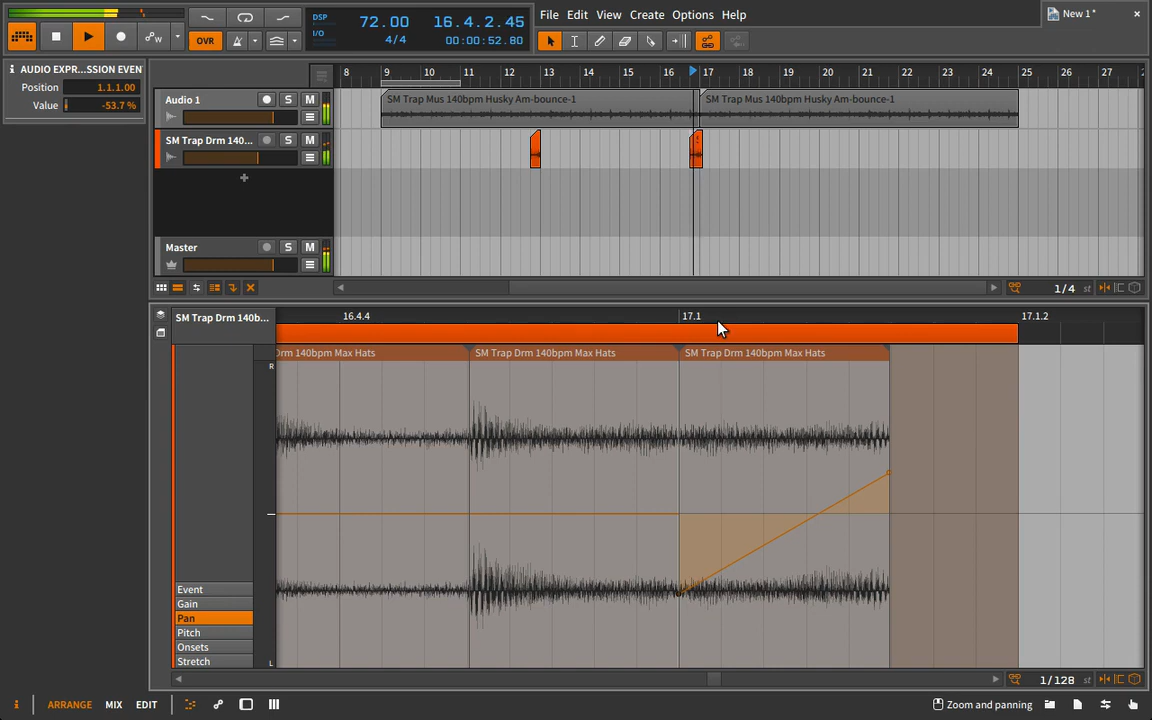 DSP
I/O
72.00
4/4
16.4.2.45
00:00:52.80
File Edit View Create Options Help
New 1*
OVR
AUDIO EXPR...SSION EVEN
Position 1.1.1.00
Value -53.7 %
8 9 10 11 12 13 14 15 16 17 18 19 20 21 22 23 24 25 26 27
Audio 1 S M
SM Trap Mus 140bpm Husky Am-bounce-1 SM Trap Mus 140bpm Husky Am-bounce-1
SM Trap Drm 140... S M
Master S M
1/4 st
SM Trap Drm 140b...
16.4.4 17.1 17.1.2
Drm 140bpm Max Hats SM Trap Drm 140bpm Max Hats SM Trap Drm 140bpm Max Hats
R
Event
Gain
Pan
Pitch
Onsets
Stretch
L
1/128 st
i ARRANGE MIX EDIT
Zoom and panning